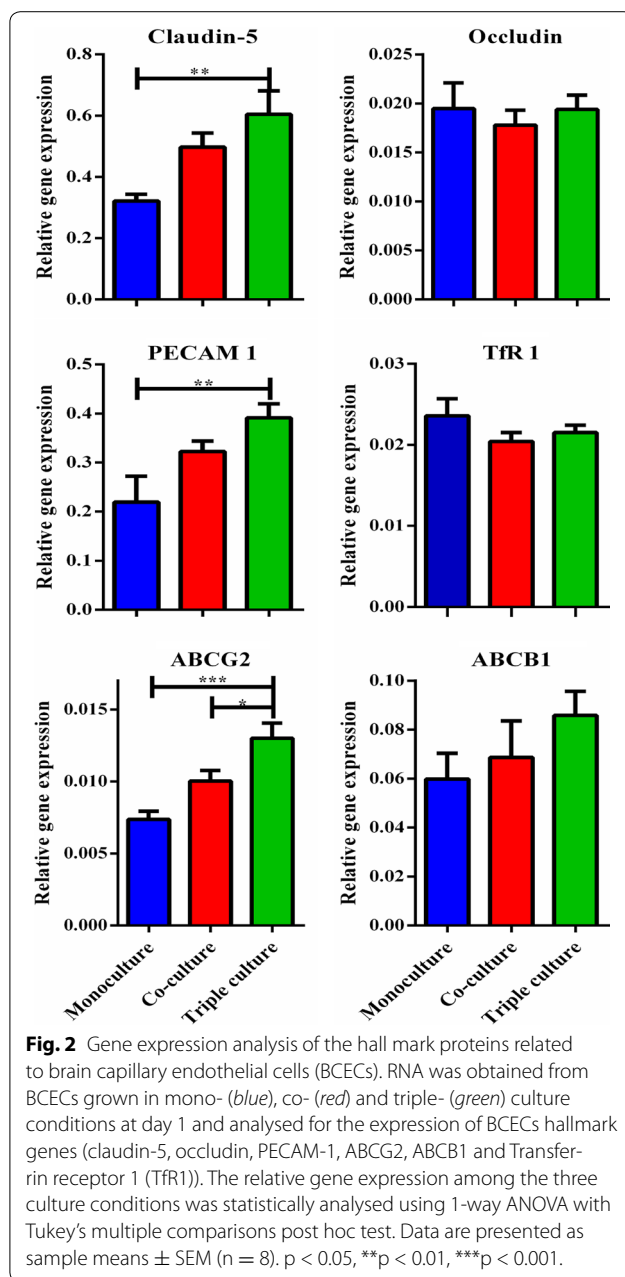 Claudin-5
Relative gene expression
0.8
0.6
0.4
0.2
0.0
**
Occludin
Relative gene expression
0.025
0.020
0.015
0.010
0.005
0.000
PECAM 1
Relative gene expression
0.5
0.4
0.3
0.2
0.1
0.0
**
TfR 1
Relative gene expression
0.03
0.02
0.01
0.00
ABCG2
Relative gene expression
0.015
0.010
0.005
0.000
***
*
Monoculture
Co-culture
Triple culture
ABCB1
Relative gene expression
0.10
0.08
0.06
0.04
0.02
0.00
Monoculture
Co-culture
Triple culture
Fig. 2 Gene expression analysis of the hall mark proteins related
to brain capillary endothelial cells (BCECs). RNA was obtained from
BCECs grown in mono- (blue), co- (red) and triple- (green) culture
conditions at day 1 and analysed for the expression of BCECs hallmark
genes (claudin-5, occludin, PECAM-1, ABCG2, ABCB1 and Transfer-
rin receptor 1 (TfR1)). The relative gene expression among the three
culture conditions was statistically analysed using 1-way ANOVA with
Tukey's multiple comparisons post hoc test. Data are presented as
sample means ± SEM (n = 8). p < 0.05, **p < 0.01, ***p < 0.001.